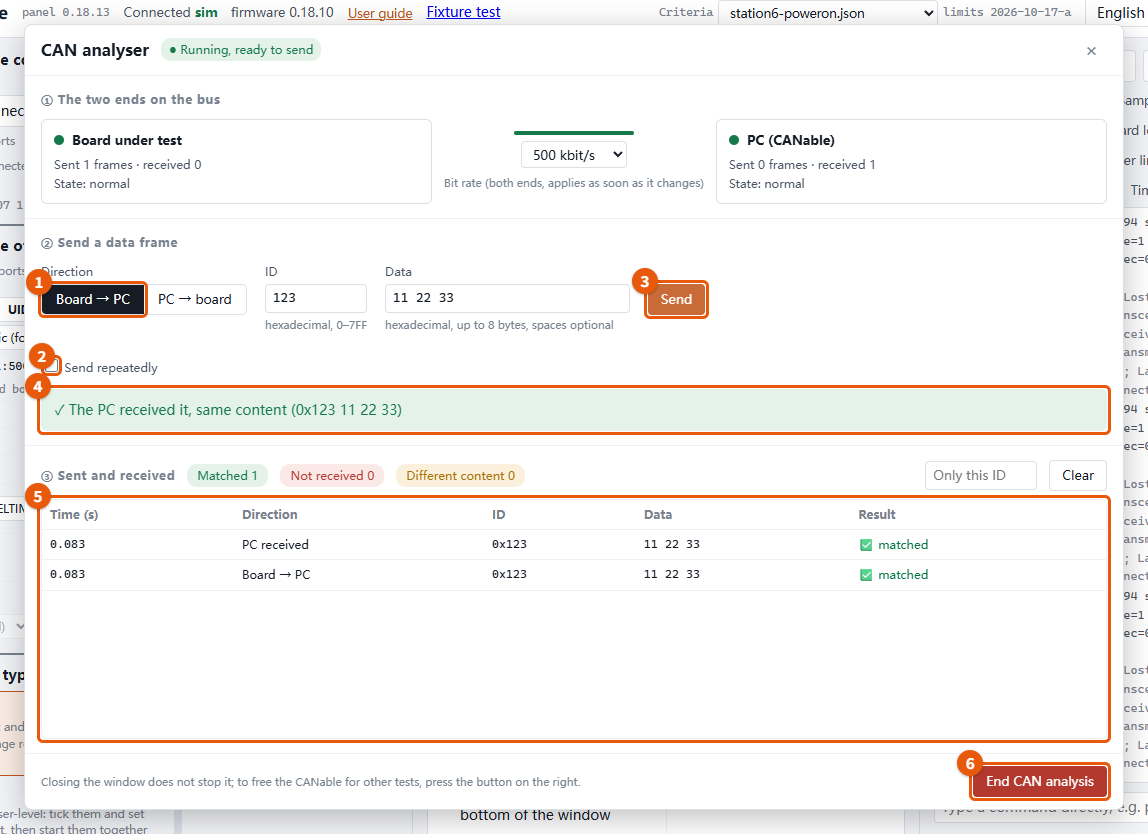 panel 0.18.13 Connected sim firmware 0.18.10 User guide Fixture test Criteria station6-poweron.json limits 2026-10-17-a English
CAN analyser
Running, ready to send
×
① The two ends on the bus
Board under test
Sent 1 frames · received 0
State: normal
500 kbit/s
Bit rate (both ends, applies as soon as it changes)
PC (CANable)
Sent 0 frames · received 1
State: normal
② Send a data frame
Direction
ID
Data
1
Board → PC
PC → board
123
11 22 33
3
Send
hexadecimal, 0–7FF
hexadecimal, up to 8 bytes, spaces optional
2
Send repeatedly
4
✓ The PC received it, same content (0x123 11 22 33)
③ Sent and received
Matched 1
Not received 0
Different content 0
Only this ID
Clear
5
Time (s) Direction ID Data Result
0.083 PC received 0x123 11 22 33 ✅ matched
0.083 Board → PC 0x123 11 22 33 ✅ matched
6
Closing the window does not stop it; to free the CANable for other tests, press the button on the right.
End CAN analysis
bottom of the window